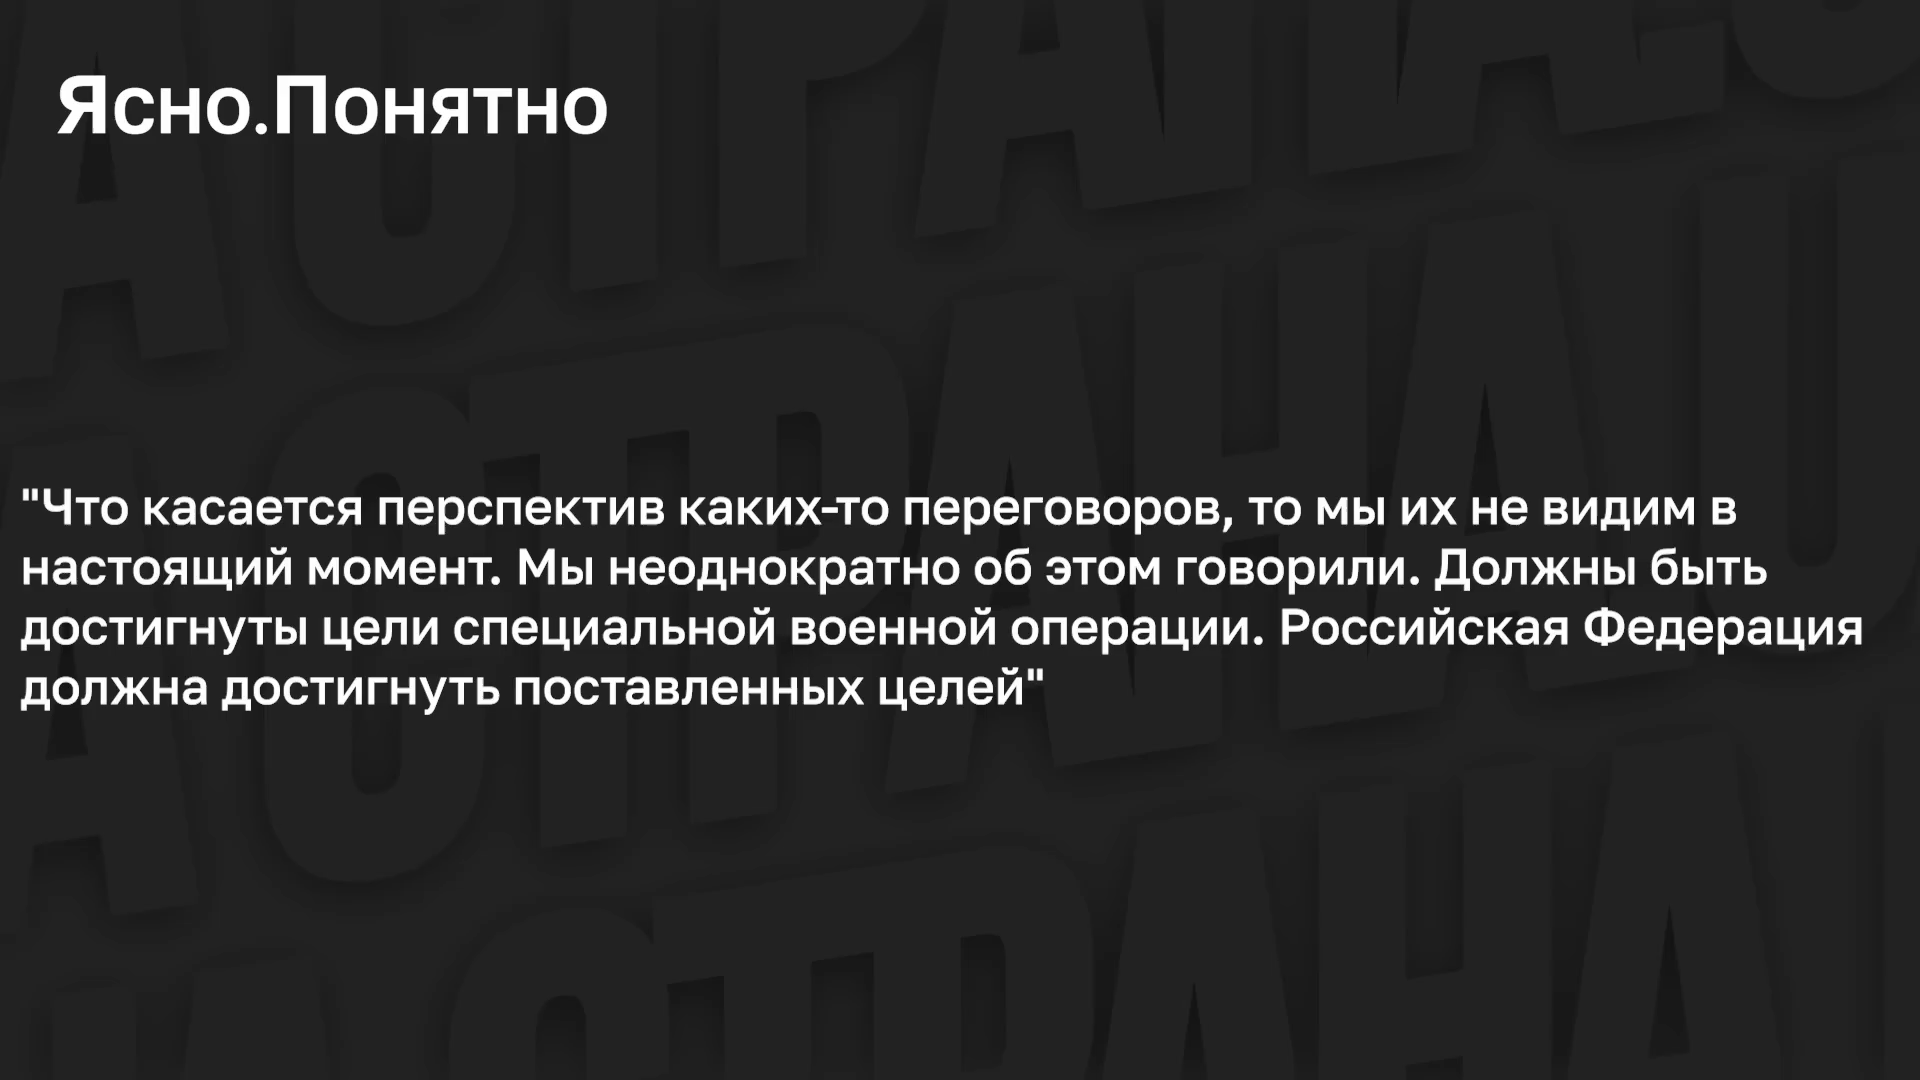 Ясно.Понятно
"Что касается перспектив каких-то переговоров, то мы их не видим в
настоящий момент. Мы неоднократно об этом говорили. Должны быть
достигнуты цели специальной военной операции. Российская Федерация
должна достигнуть поставленных целей"